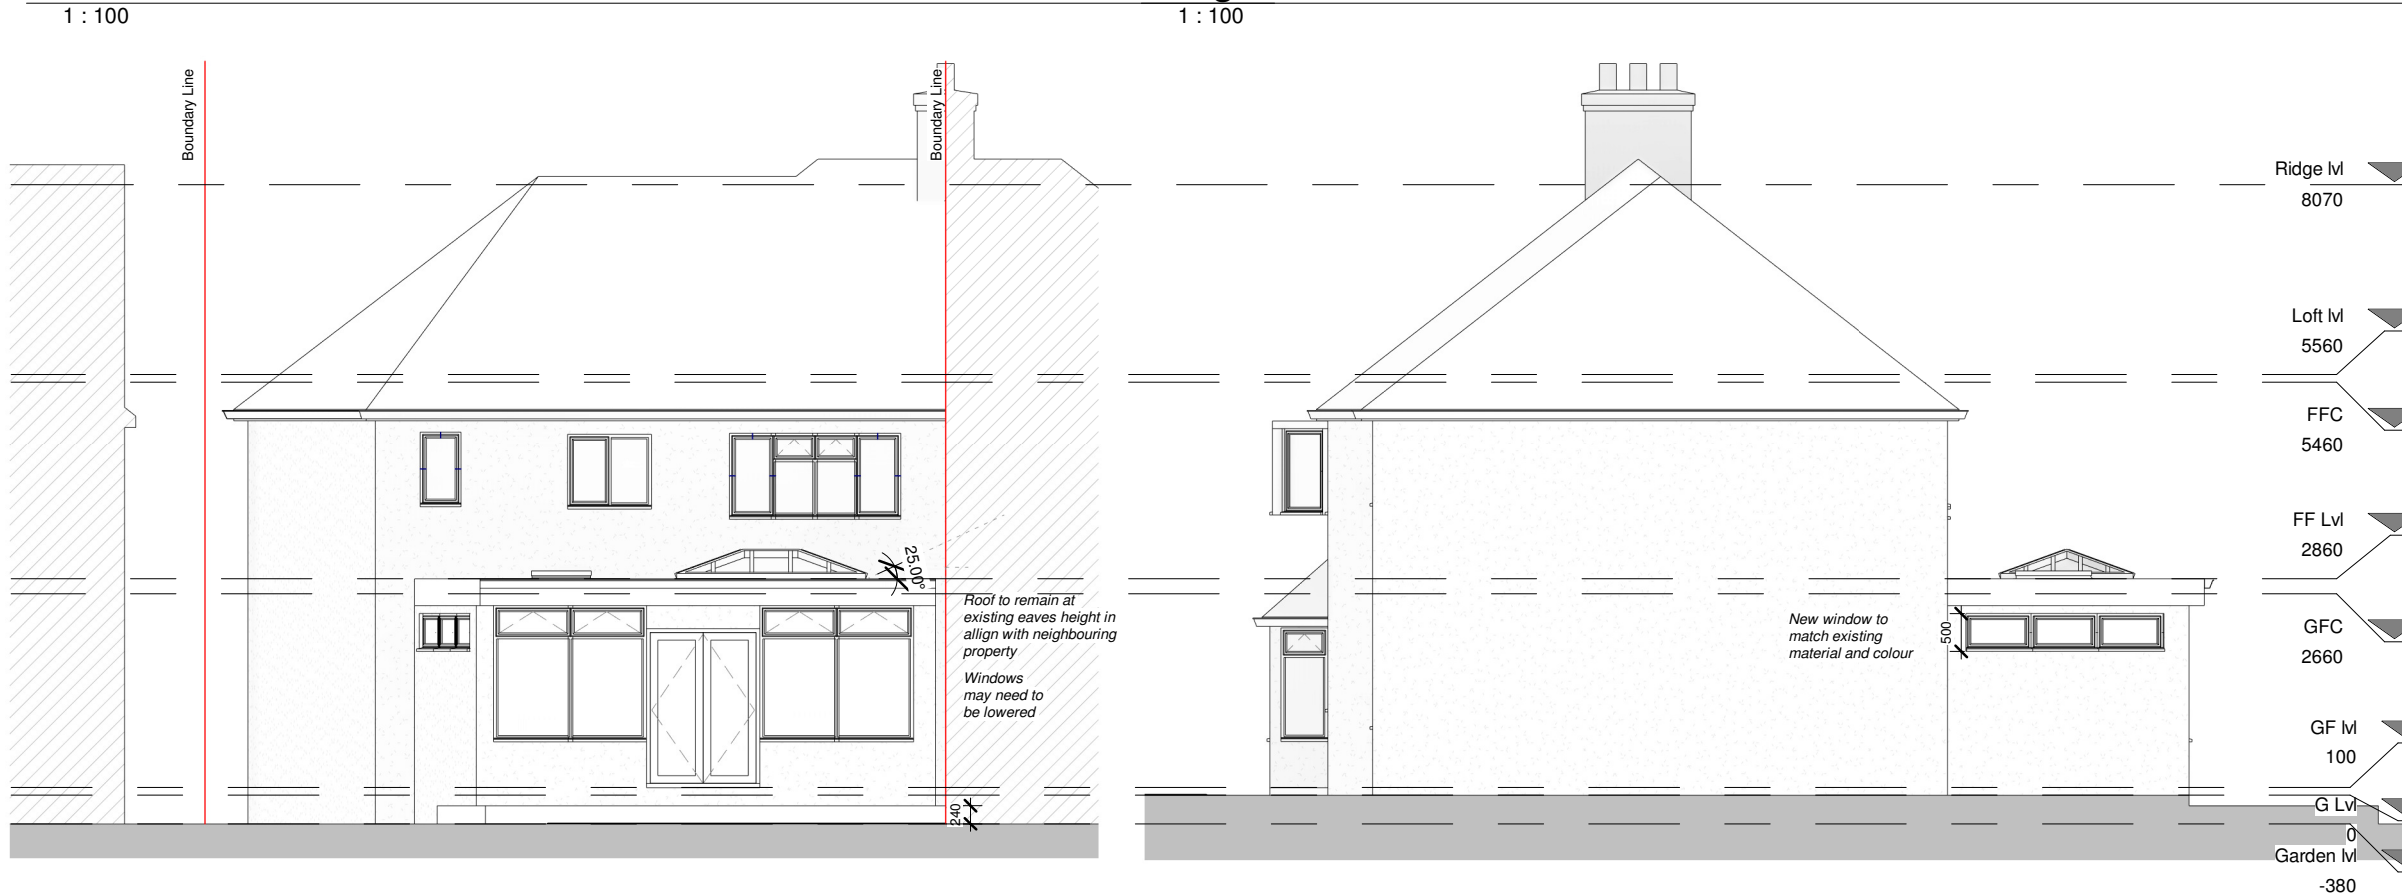 1 : 100
1 : 100
Boundary Line
Boundary Line
25.00°
Roof to remain at
existing eaves height in
allign with neighbouring
property
Windows
may need to
be lowered
240
New window to
match existing
material and colour
500
Ridge lvl
8070
Loft lvl
5560
FFC
5460
FF Lvl
2860
GFC
2660
GF lvl
100
G Lvl
0
Garden lvl
-380